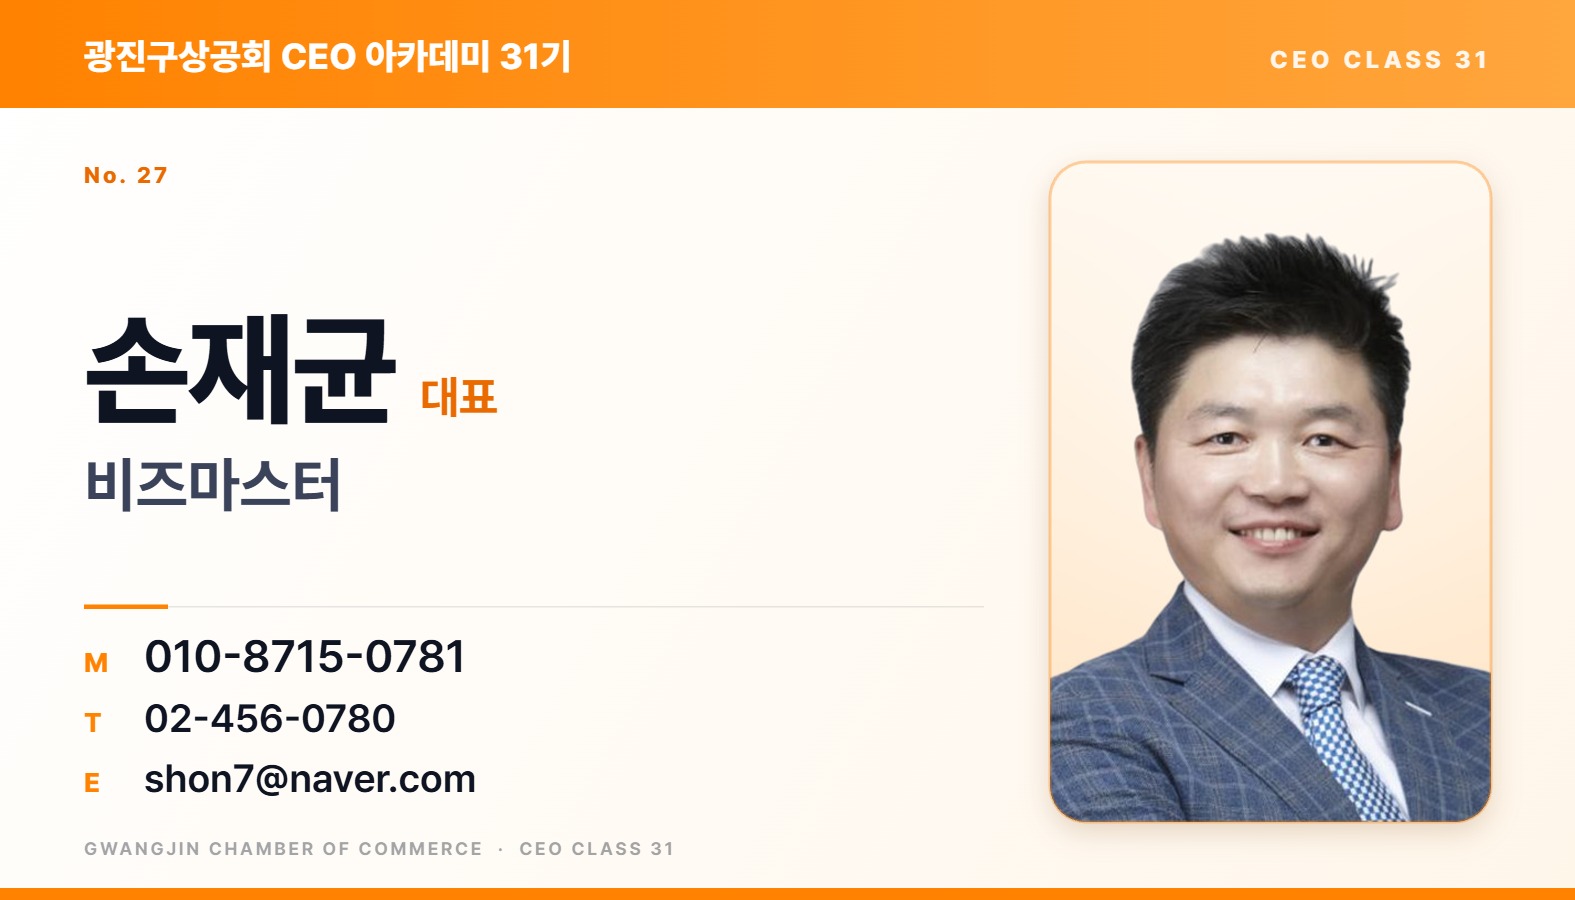 광진구상공회 CEO 아카데미 31기
CEO CLASS 31
No. 27
손재균 대표
비즈마스터
M 010-8715-0781
T 02-456-0780
E shon7@naver.com
GWANGJIN CHAMBER OF COMMERCE · CEO CLASS 31